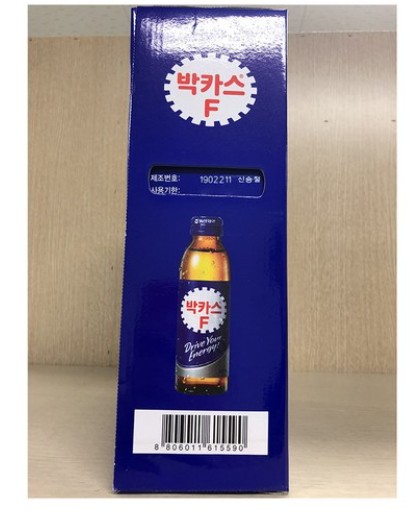 박카스
F
제조번호: 1902211 신승철
사용기한:
박카스
F
Drive Your
Energy!
8 806011 615590